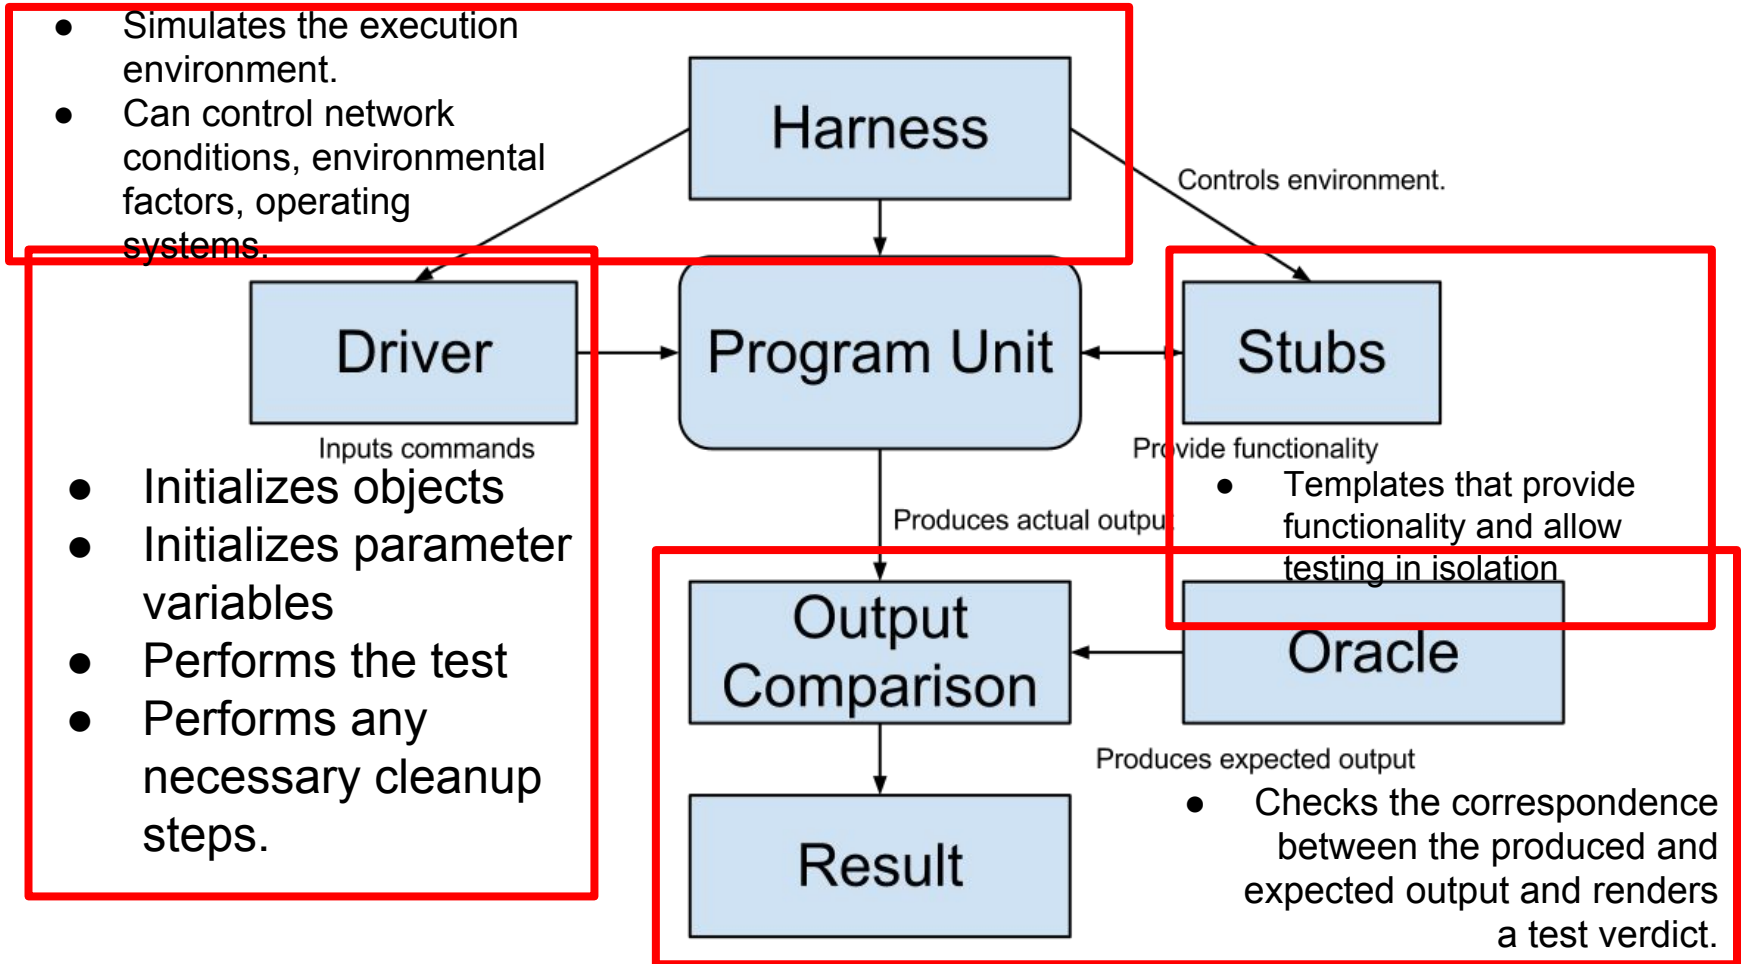 ● Simulates the execution
environment.
● Can control network
conditions, environmental
factors, operating
systems.
Harness
Controls environment.
Driver
Program Unit
Stubs
Inputs commands
Provide functionality
● Initializes objects
● Initializes parameter
variables
● Performs the test
● Performs any
necessary cleanup
steps.
● Templates that provide
functionality and allow
testing in isolation
Produces actual output
Output
Comparison
Oracle
Produces expected output
● Checks the correspondence
between the produced and
expected output and renders
a test verdict.
Result